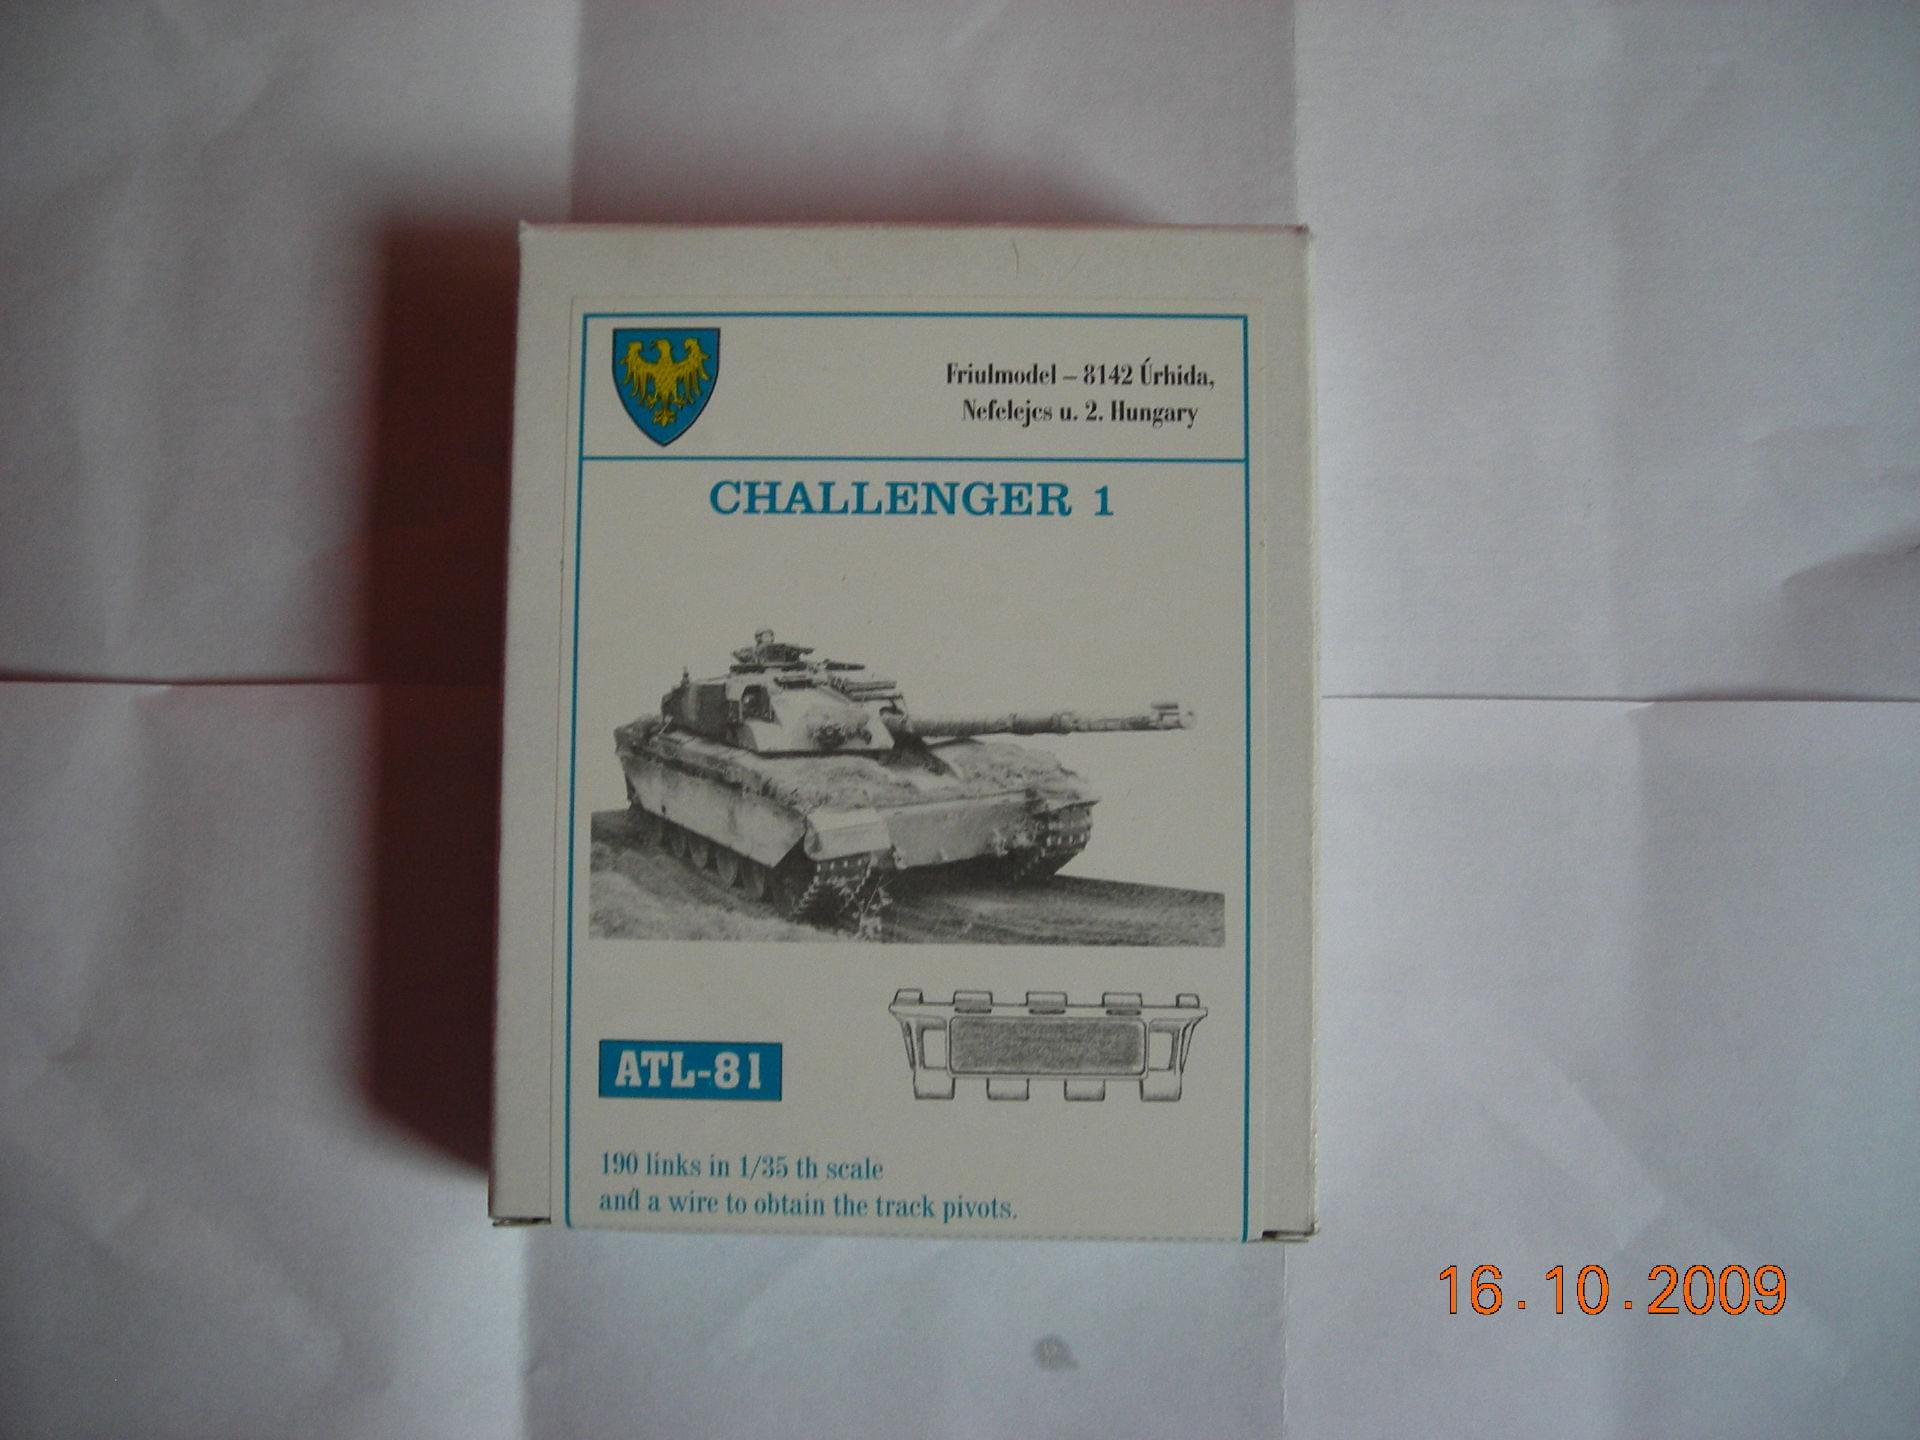 Friulmodel – 8142 Úrhida,
Nefelejcs u. 2. Hungary
CHALLENGER 1
ATL-81
190 links in 1/35 th scale
and a wire to obtain the track pivots.
16.10.2009